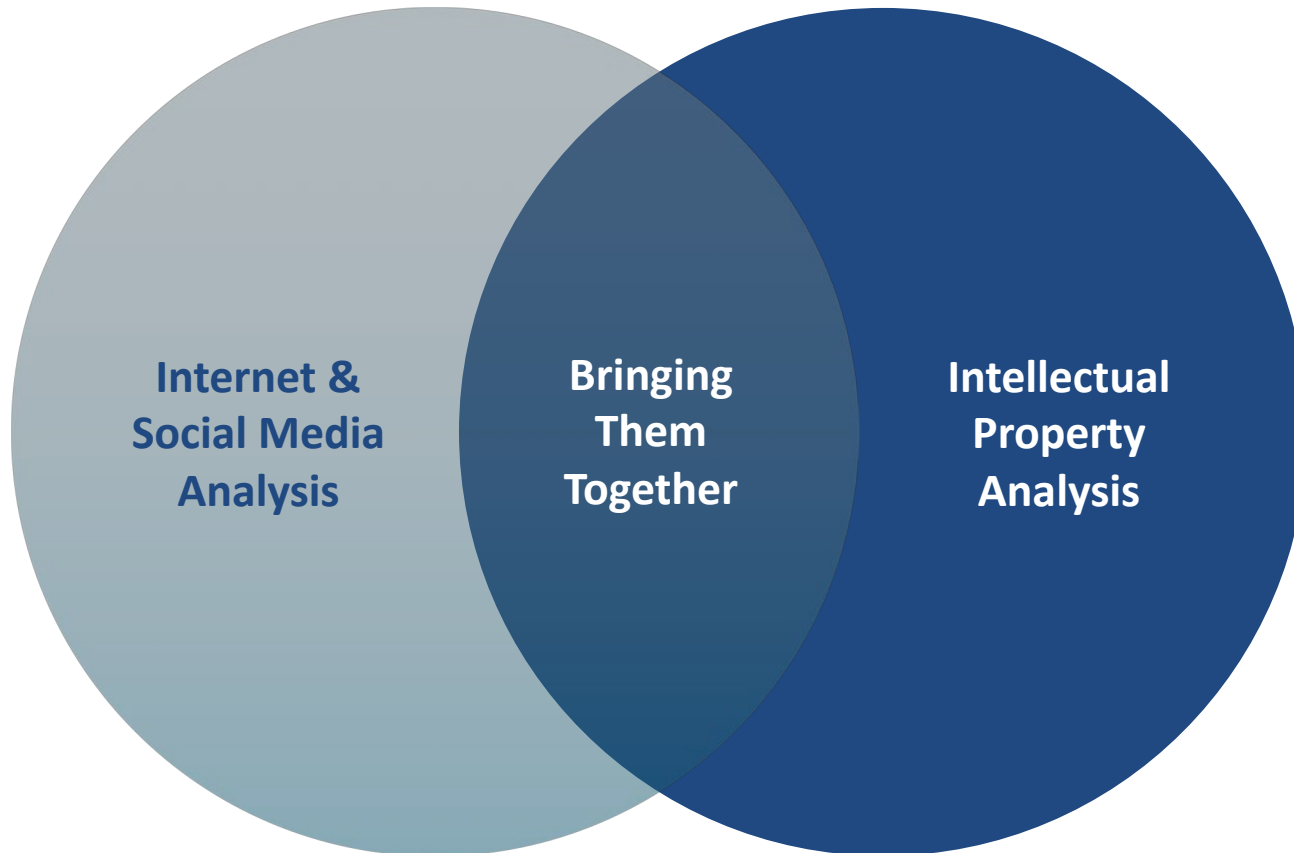 Internet &
Social Media
Analysis
Bringing
Them
Together
Intellectual
Property
Analysis